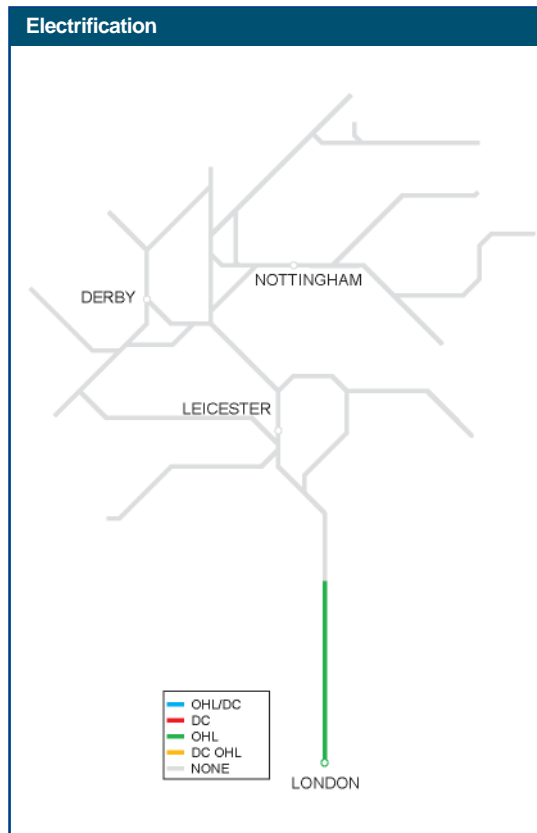 Electrification
NOTTINGHAM
DERBY
LEICESTER
OHL/DC
DC
OHL
DC OHL
NONE
LONDON